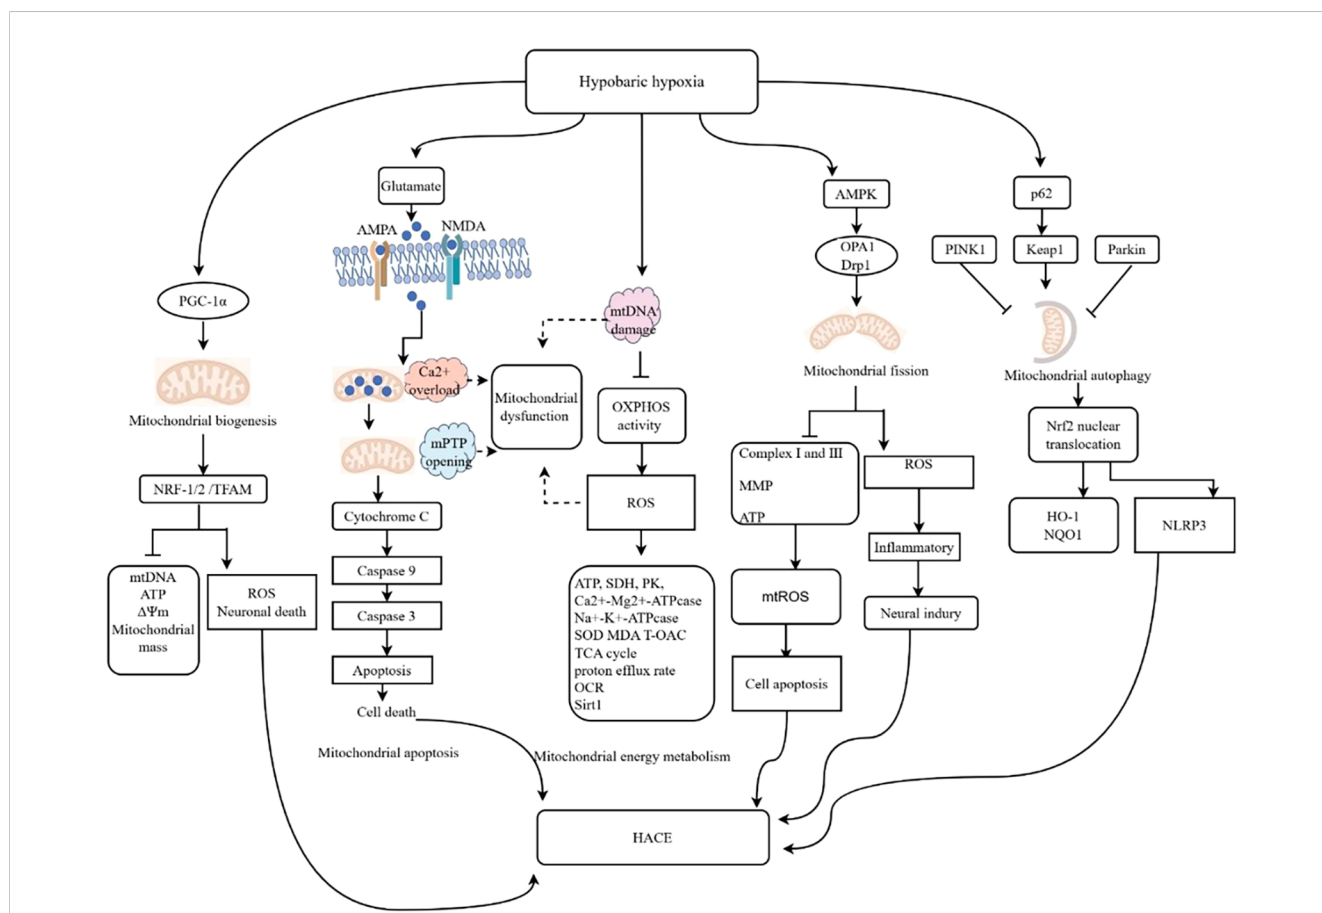 Hypobaric hypoxia
PGC-1α
Mitochondrial biogenesis
NRF-1/2 /TFAM
mtDNA
ATP
ΔΨm
Mitochondrial
mass
ROS
Neuronal death
Glutamate
AMPA
NMDA
Ca2+
overload
mPTP
opening
Cytochrome C
Caspase 9
Caspase 3
Apoptosis
Cell death
Mitochondrial apoptosis
Mitochondrial
dysfunction
mtDNA
damage
OXPHOS
activity
ROS
ATP, SDH, PK,
Ca2+-Mg2+-ATPcase
Na+-K+-ATPcase
SOD MDA T-OAC
TCA cycle
proton efflux rate
OCR
Sirt1
Mitochondrial energy metabolism
AMPK
OPA1
Drp1
Mitochondrial fission
Complex I and III
MMP
ATP
mtROS
Cell apoptosis
ROS
Inflammatory
Neural indury
p62
PINK1
Keap1
Parkin
Mitochondrial autophagy
Nrf2 nuclear
translocation
HO-1
NQO1
NLRP3
HACE